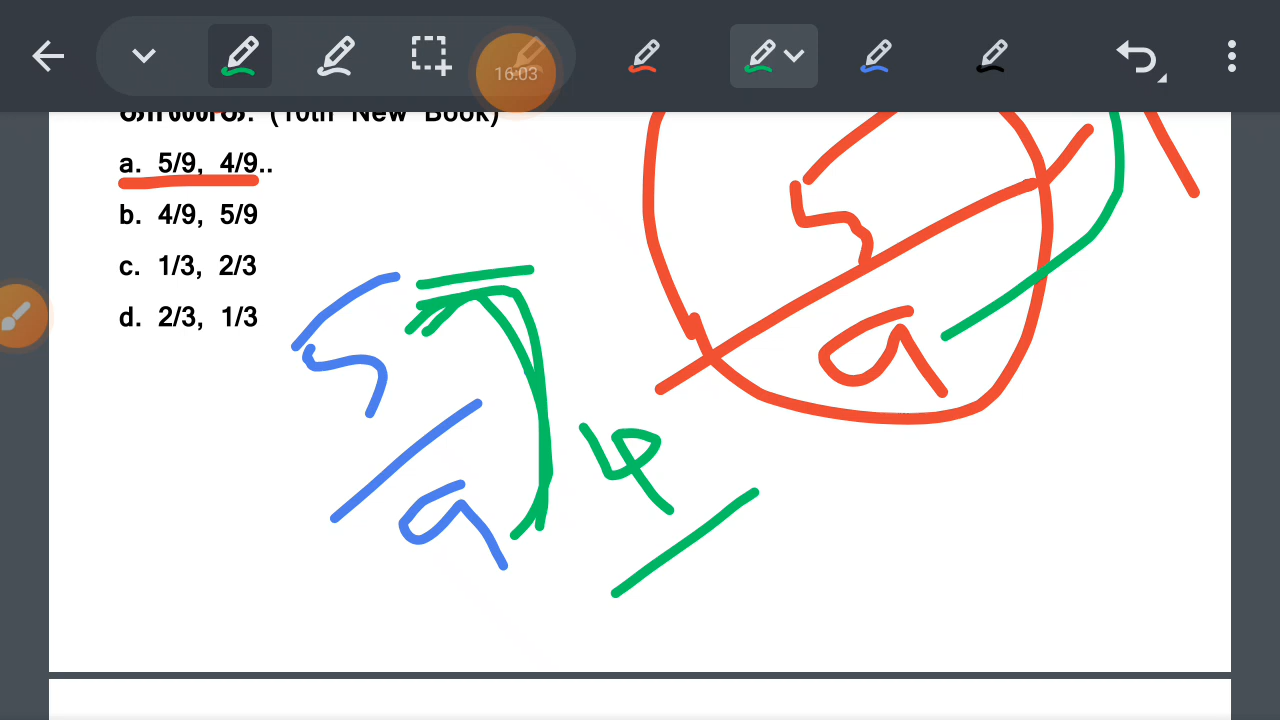 16:03
காண்க. (10th New Book)
a. 5/9, 4/9..
b. 4/9, 5/9
c. 1/3, 2/3
d. 2/3, 1/3
5/9
5/9
4/